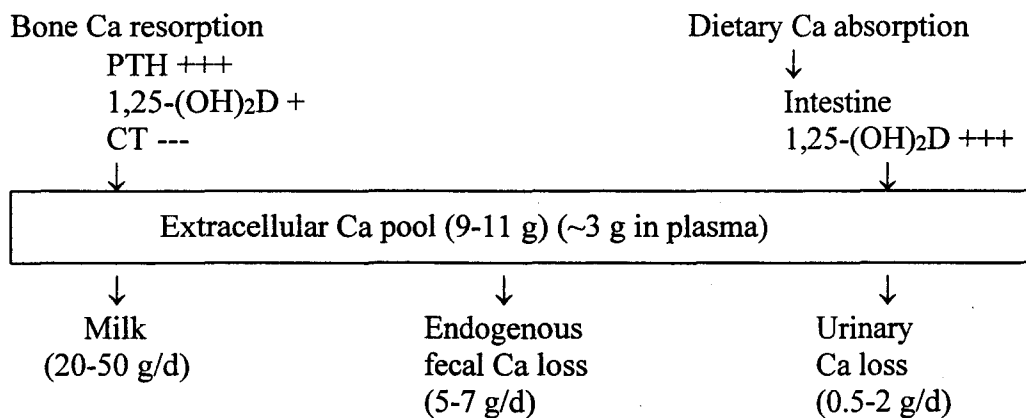 Bone Ca resorption
PTH +++
1,25-(OH)₂D +
CT ---
Dietary Ca absorption
↓
Intestine
1,25-(OH)₂D +++
↓
↓
Extracellular Ca pool (9-11 g) (~3 g in plasma)
↓
↓
↓
Milk
(20-50 g/d)
Endogenous
fecal Ca loss
(5-7 g/d)
Urinary
Ca loss
(0.5-2 g/d)